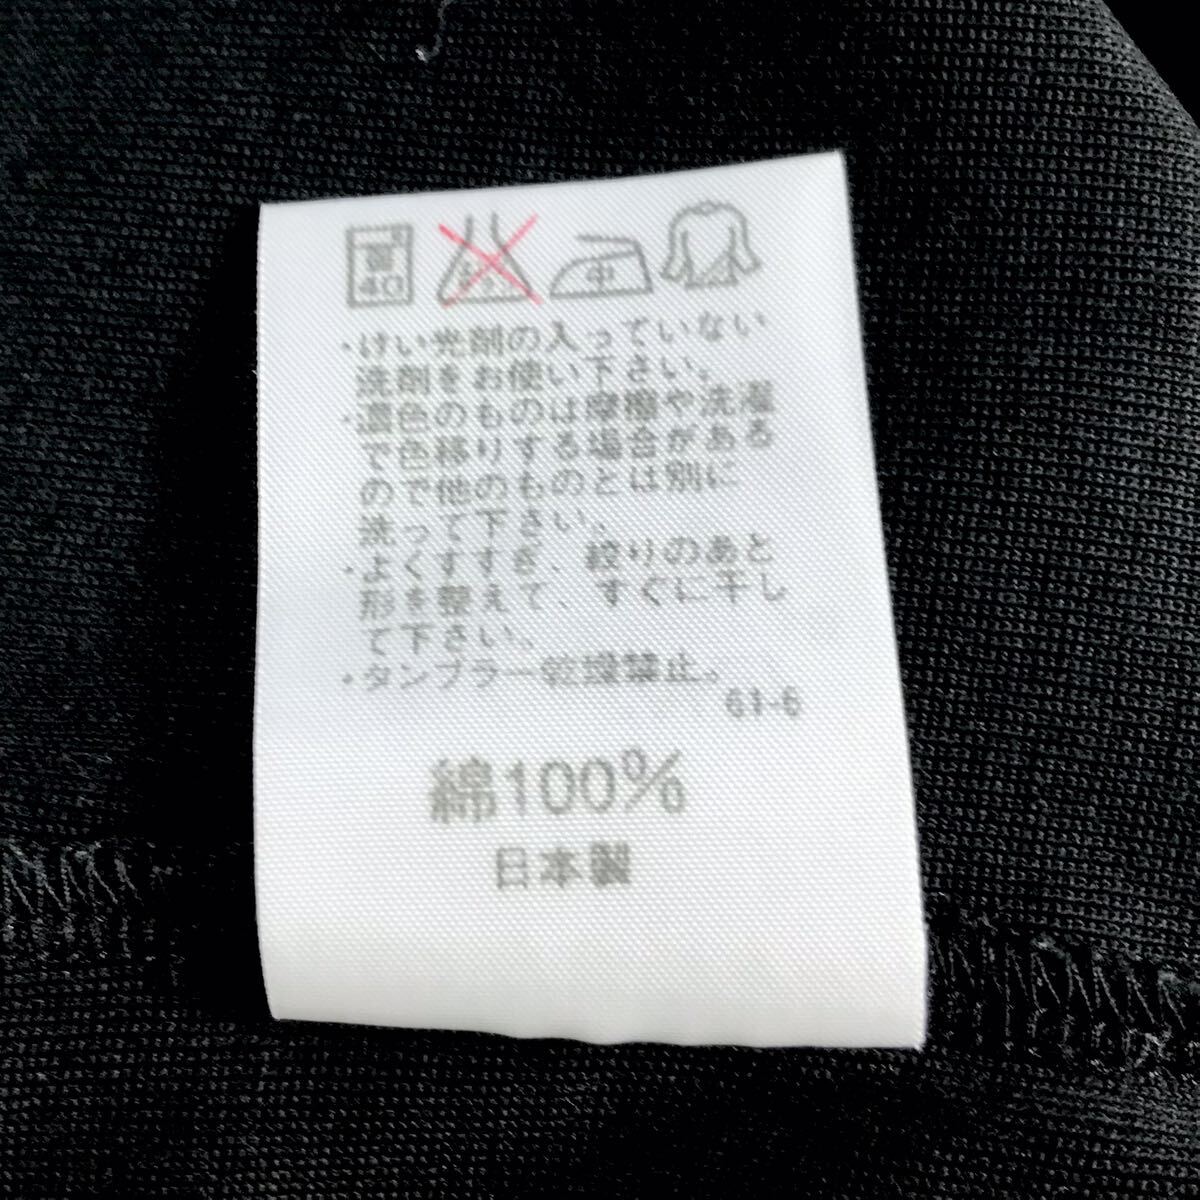 40
中
・けい光剤の入っていない
洗剤をお使い下さい。
・濃色のものは摩擦や洗濯
で色移りする場合がある
ので他のものとは別に
洗って下さい。
・よくすすぎ、絞りのあと
形を整えて、すぐに干し
て下さい。
・タンブラー乾燥禁止。
61-6
綿100%
日本製